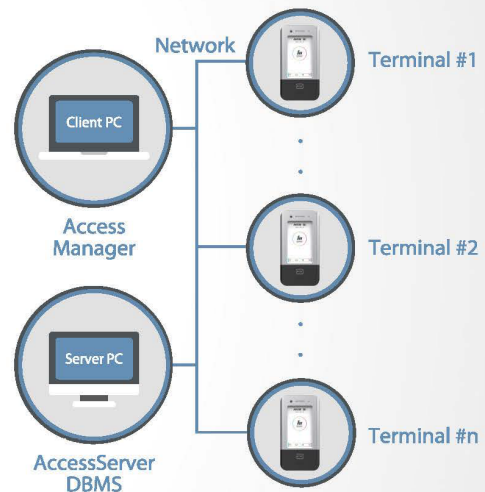 Network
Terminal #1
Client PC
Access
Manager
Terminal #2
Server PC
AccessServer
DBMS
Terminal #n